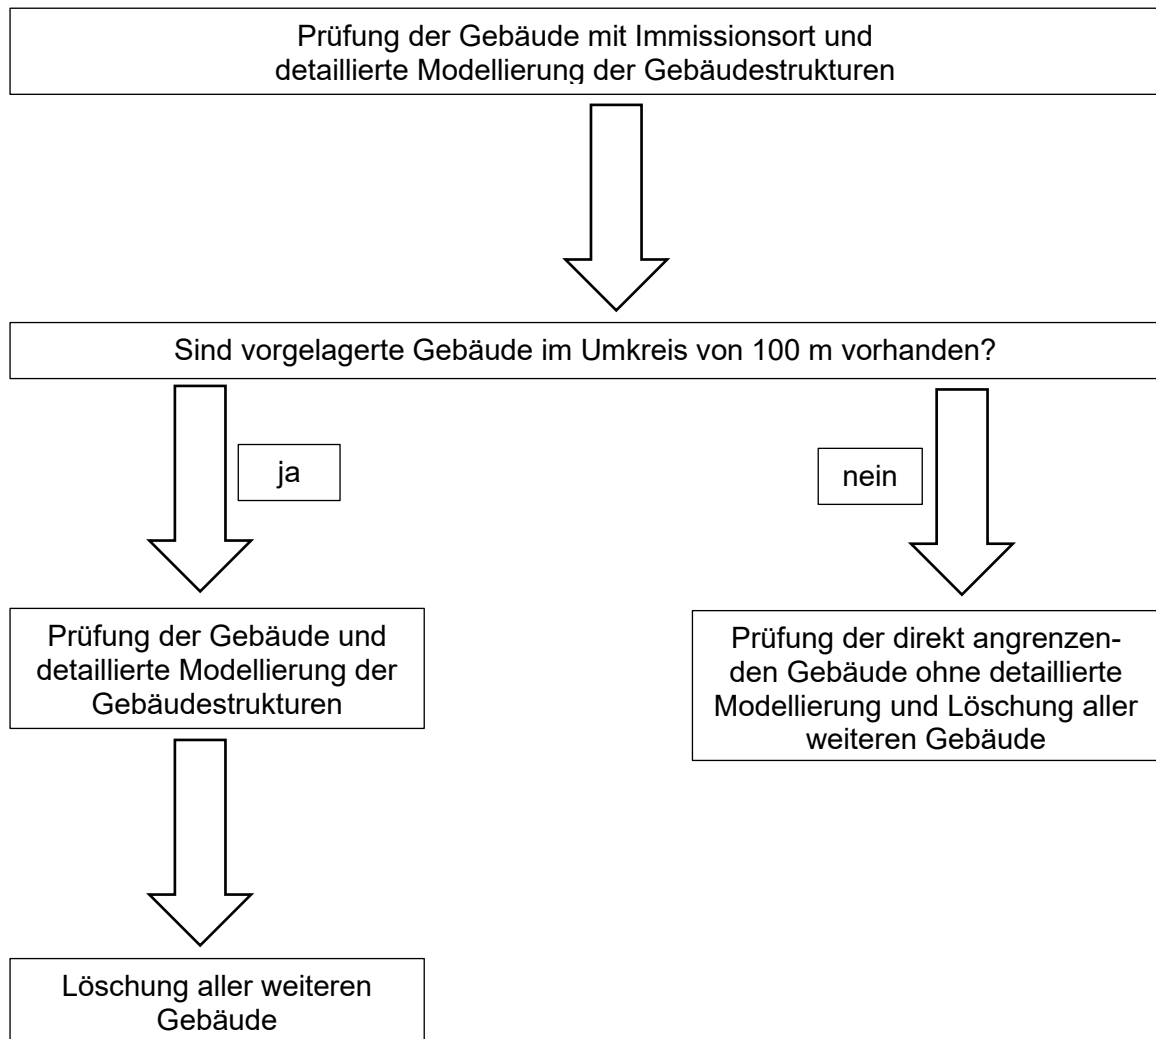 Prüfung der Gebäude mit Immissionsort und
detaillierte Modellierung der Gebäudestrukturen
Sind vorgelagerte Gebäude im Umkreis von 100 m vorhanden?
ja
nein
Prüfung der Gebäude und
detaillierte Modellierung der
Gebäudestrukturen
Prüfung der direkt angrenzen-
den Gebäude ohne detaillierte
Modellierung und Löschung aller
weiteren Gebäude
Löschung aller weiteren
Gebäude